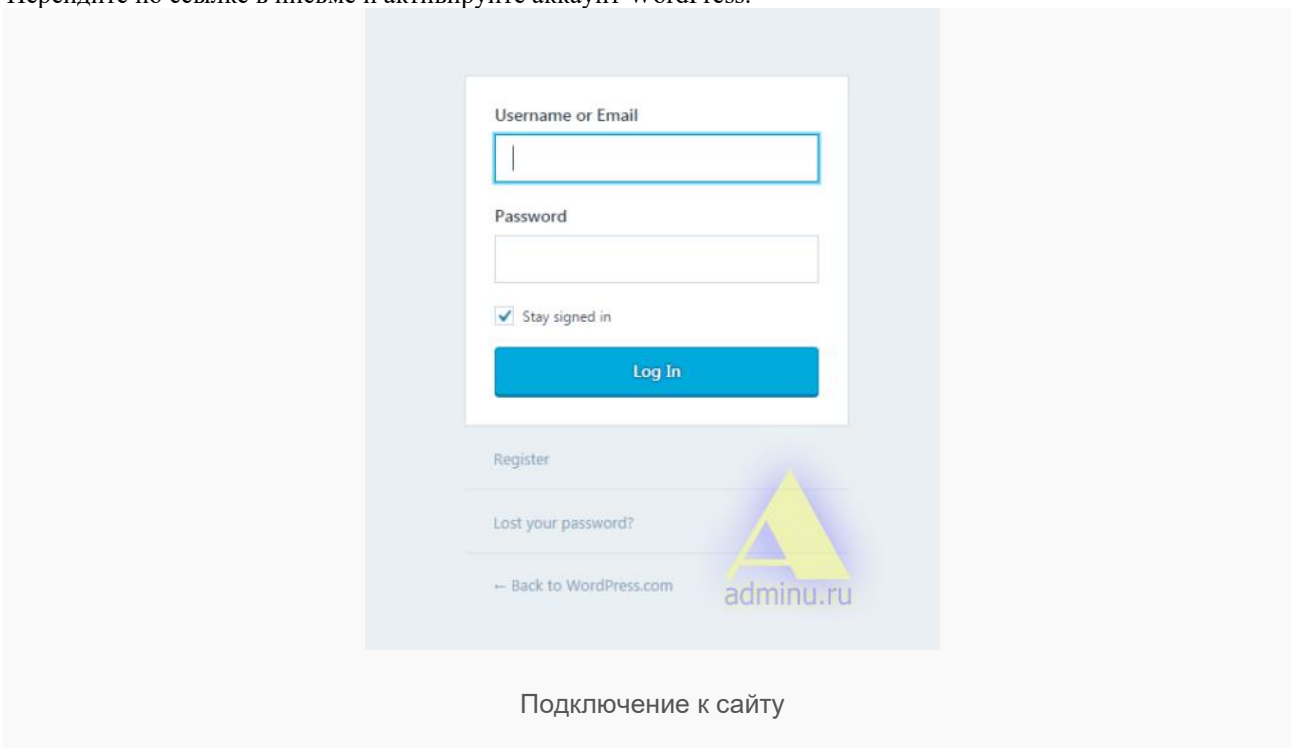 Перейдите по ссылке в письме и активируйте аккаунт WordPress.
Username or Email
Password
Stay signed in
Log In
Register
Lost your password?
← Back to WordPress.com
adminu.ru
Подключение к сайту